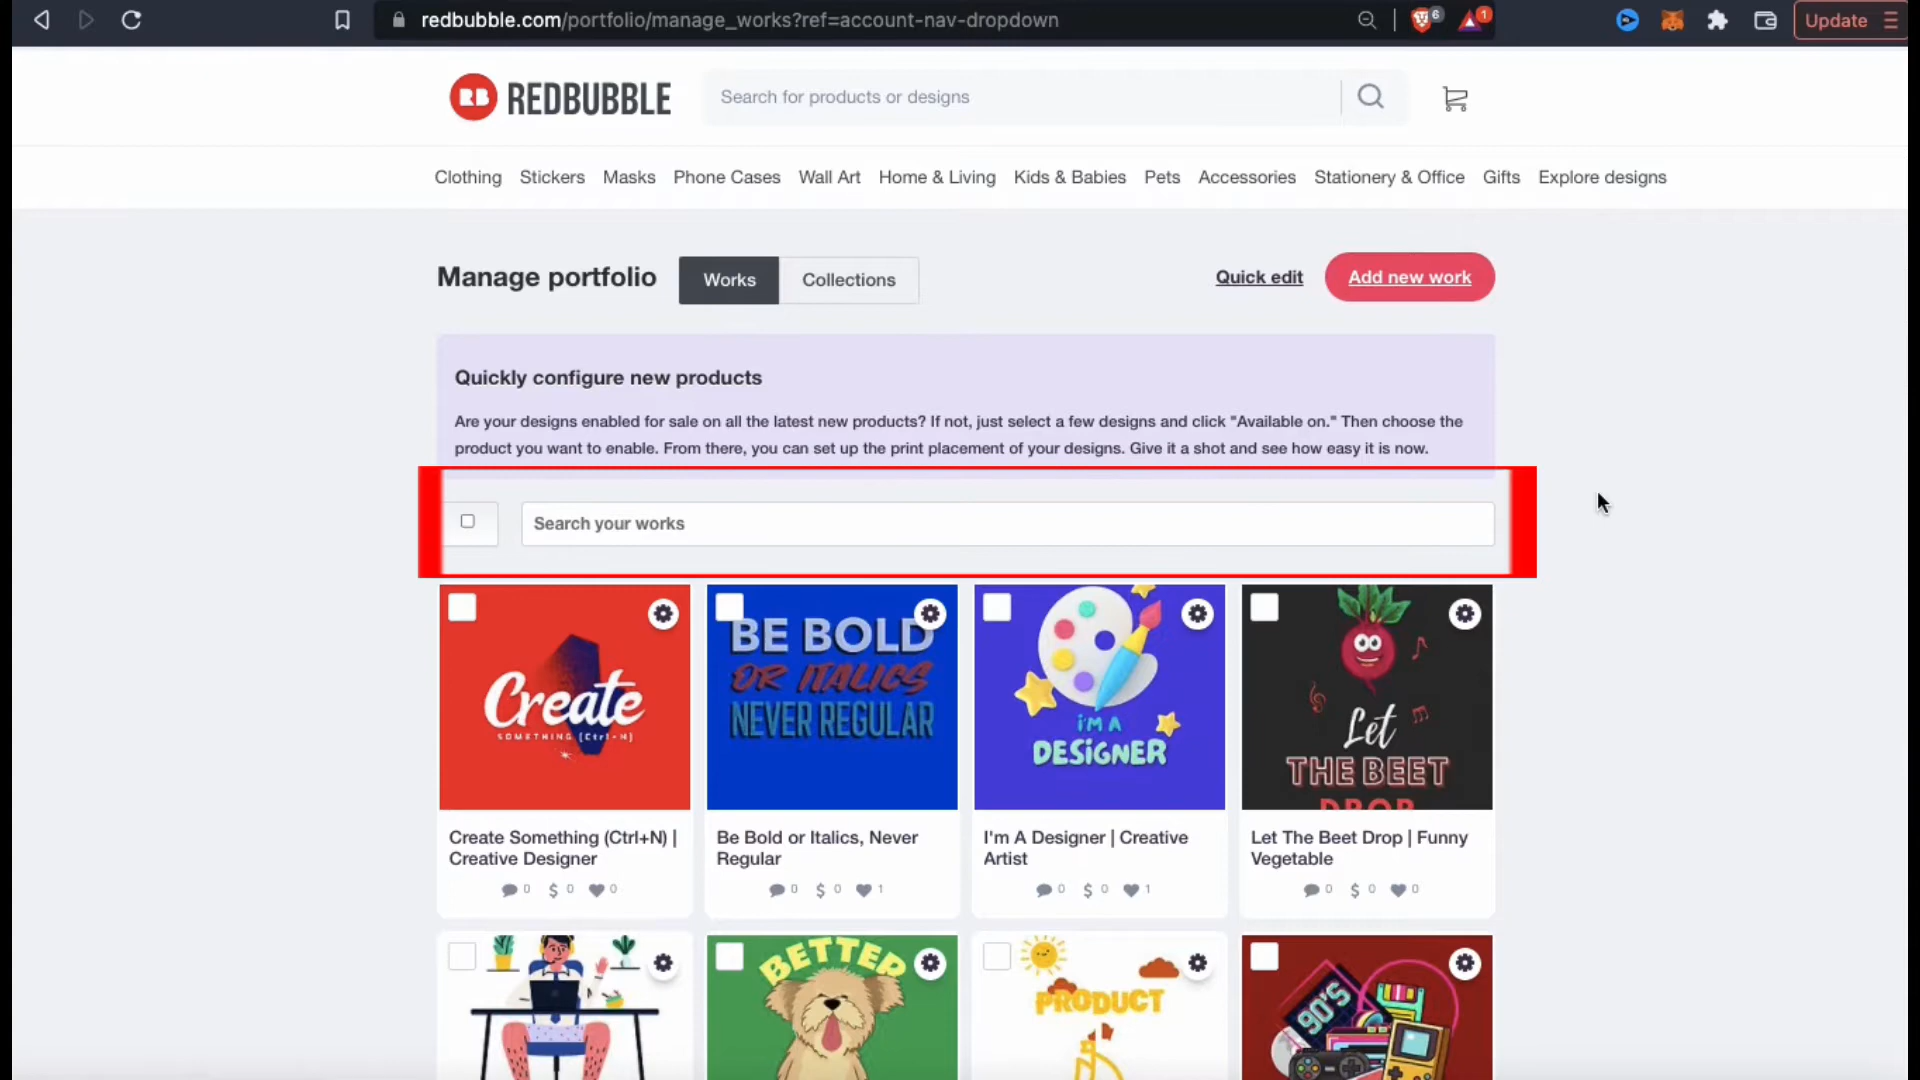 redbubble.com/portfolio/manage_works?ref=account-nav-dropdown
6
1
Update
RB REDBUBBLE
Search for products or designs
Clothing Stickers Masks Phone Cases Wall Art Home & Living Kids & Babies Pets Accessories Stationery & Office Gifts Explore designs
Manage portfolio
Works
Collections
Quick edit
Add new work
Quickly configure new products
Are your designs enabled for sale on all the latest new products? If not, just select a few designs and click "Available on." Then choose the
product you want to enable. From there, you can set up the print placement of your designs. Give it a shot and see how easy it is now.
Search your works
Create
SOMETHING (Ctrl+N)
BE BOLD
OR ITALICS
NEVER REGULAR
I'M A
DESIGNER
Let
THE BEET
DROP
Create Something (Ctrl+N) |
Creative Designer
0 $ 0 0
Be Bold or Italics, Never
Regular
0 $ 0 1
I'm A Designer | Creative
Artist
0 $ 0 1
Let The Beet Drop | Funny
Vegetable
0 $ 0 0
BETTER
PRODUCT
90'S